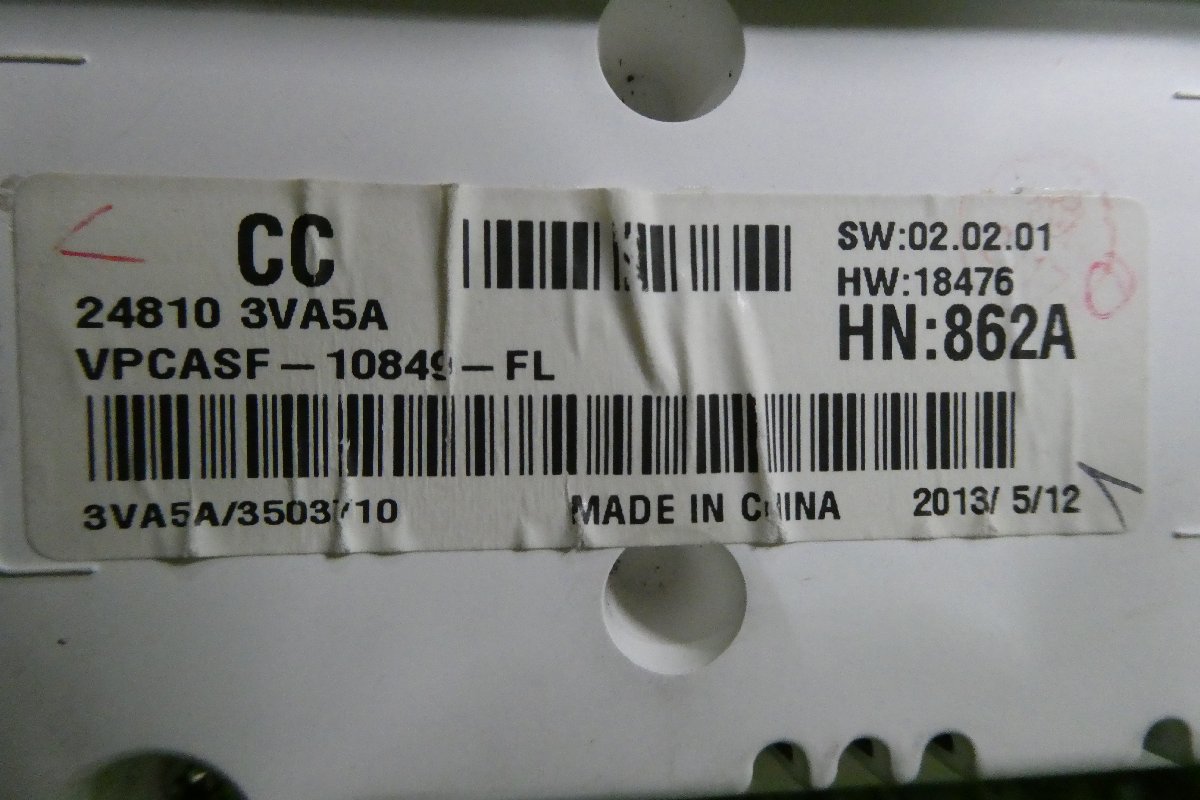 CC
24810 3VA5A
VPCASF-10849-FL
SW:02.02.01
HW:18476
HN:862A
MADE IN CHINA
2013/ 5/12